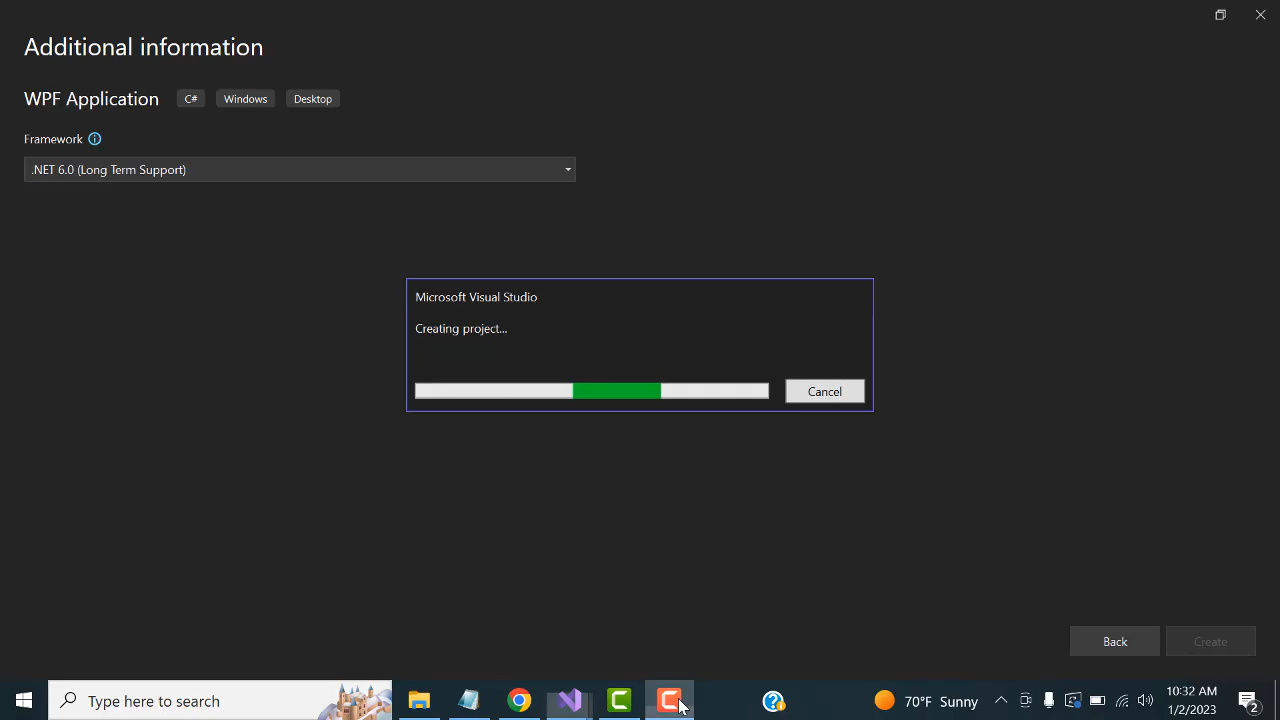 Additional information
WPF Application C# Windows Desktop
Framework
.NET 6.0 (Long Term Support)
Microsoft Visual Studio
Creating project...
Cancel
Back Create
Type here to search
70°F Sunny
10:32 AM
1/2/2023
2